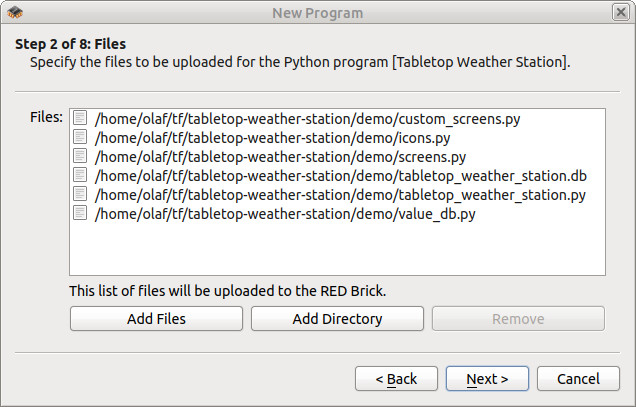 New Program
Step 2 of 8: Files
Specify the files to be uploaded for the Python program [Tabletop Weather Station].
Files:
/home/olaf/tf/tabletop-weather-station/demo/custom_screens.py
/home/olaf/tf/tabletop-weather-station/demo/icons.py
/home/olaf/tf/tabletop-weather-station/demo/screens.py
/home/olaf/tf/tabletop-weather-station/demo/tabletop_weather_station.db
/home/olaf/tf/tabletop-weather-station/demo/tabletop_weather_station.py
/home/olaf/tf/tabletop-weather-station/demo/value_db.py
This list of files will be uploaded to the RED Brick.
Add Files Add Directory Remove
< Back Next > Cancel